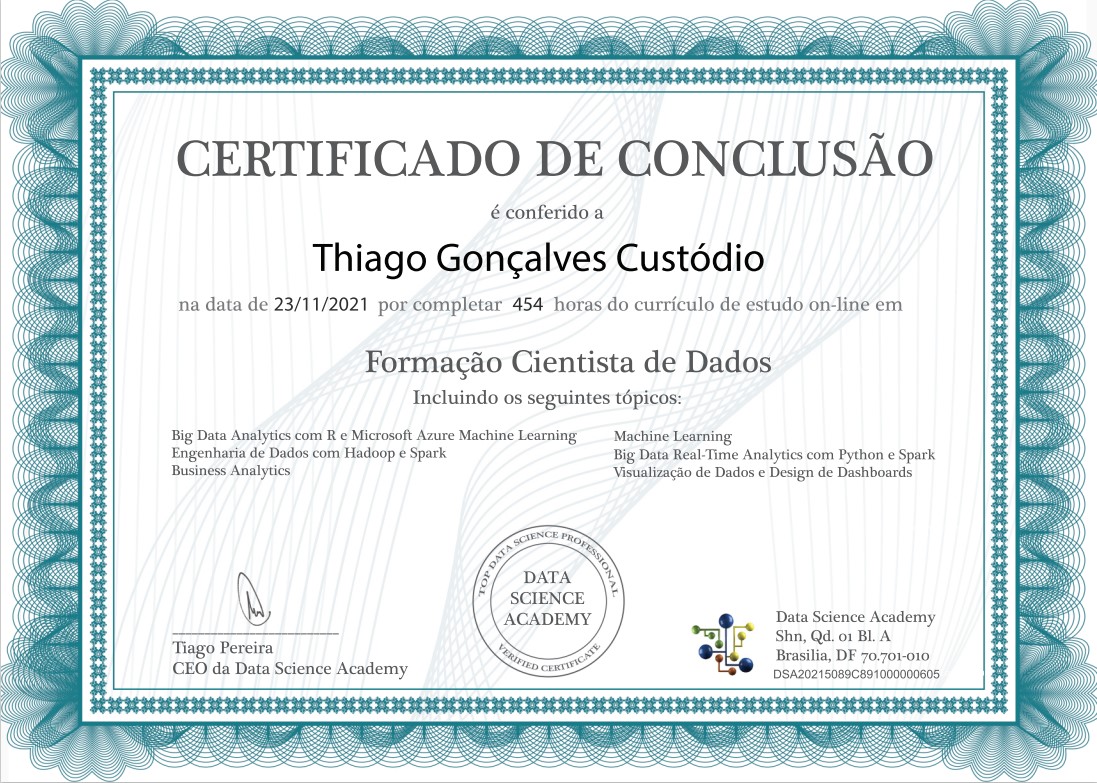 CERTIFICADO DE CONCLUSÃO
é conferido a
Thiago Gonçalves Custódio
na data de 23/11/2021 por completar 454 horas do currículo de estudo on-line em
Formação Cientista de Dados
Incluindo os seguintes tópicos:
Big Data Analytics com R e Microsoft Azure Machine Learning
Engenharia de Dados com Hadoop e Spark
Business Analytics
Machine Learning
Big Data Real-Time Analytics com Python e Spark
Visualização de Dados e Design de Dashboards
Tiago Pereira
CEO da Data Science Academy
TOP DATA SCIENCE PROFESSIONAL
DATA
SCIENCE
ACADEMY
VERIFIED CERTIFICATE
Data Science Academy
Shn, Qd. 01 Bl. A
Brasilia, DF 70.701-010
DSA20215089C891000000605